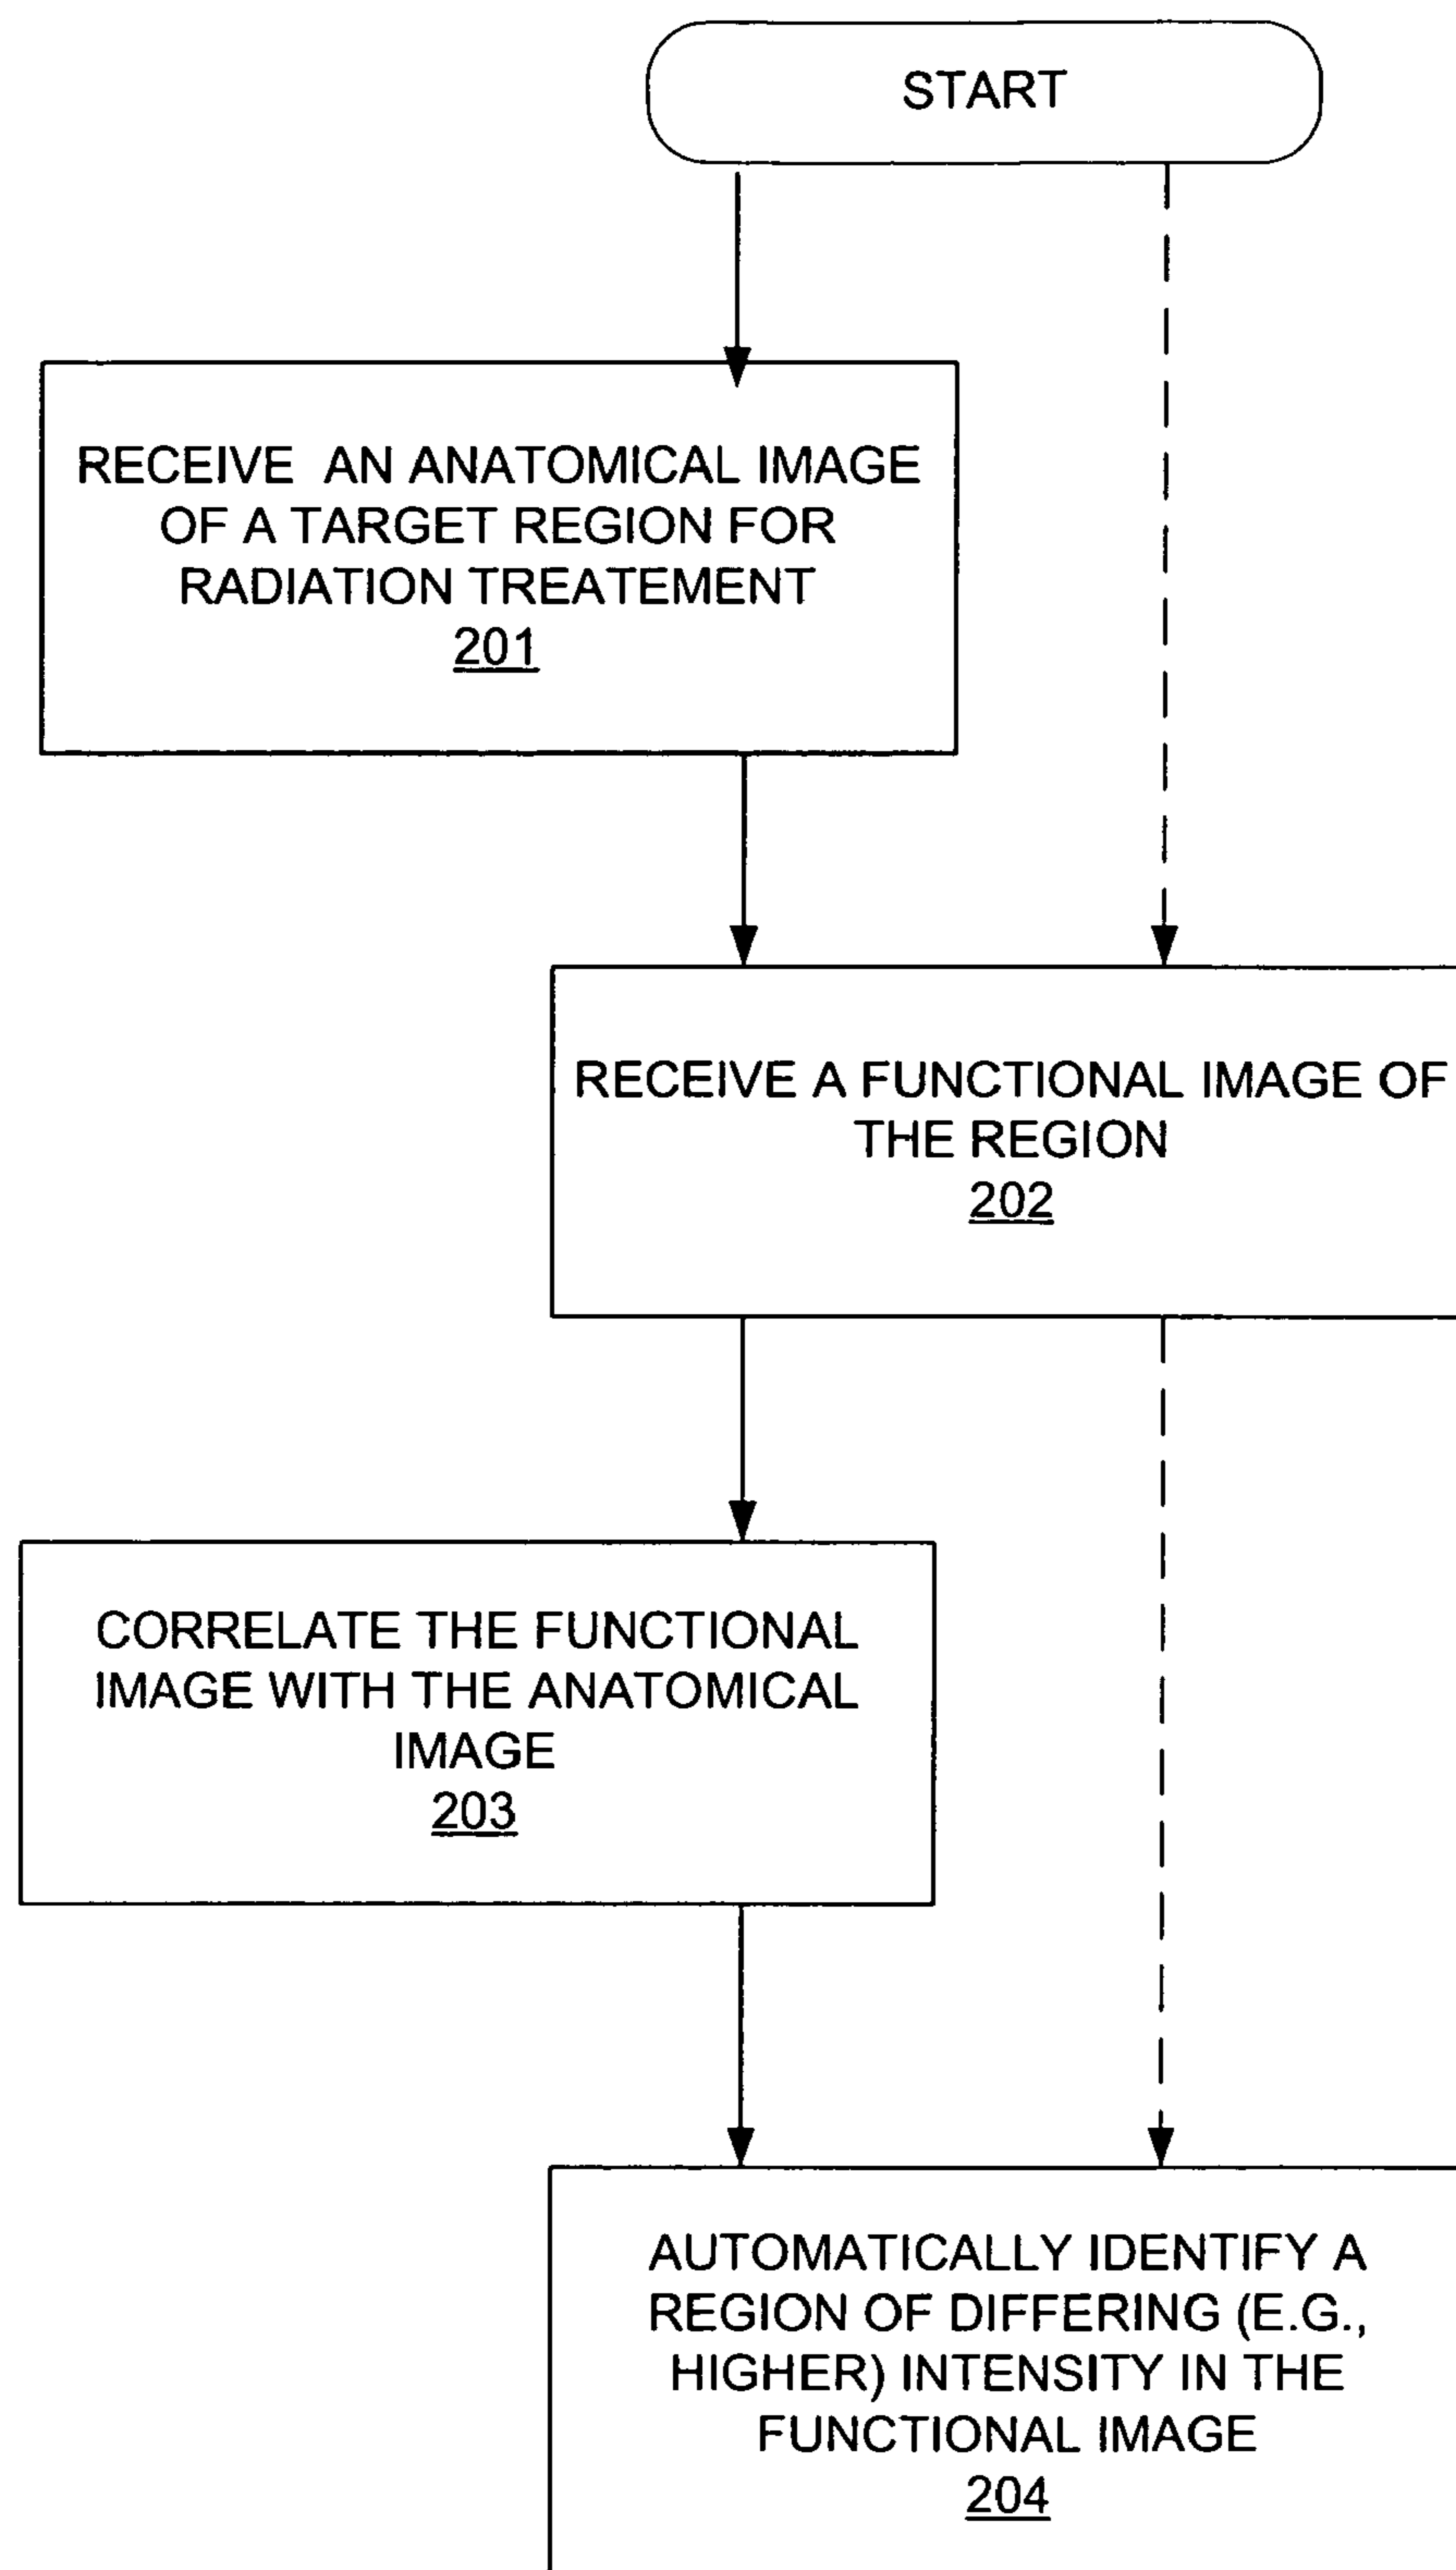 START
RECEIVE AN ANATOMICAL IMAGE
OF A TARGET REGION FOR
RADIATION TREATEMENT
201
RECEIVE A FUNCTIONAL IMAGE OF
THE REGION
202
CORRELATE THE FUNCTIONAL
IMAGE WITH THE ANATOMICAL
IMAGE
203
AUTOMATICALLY IDENTIFY A
REGION OF DIFFERING (E.G.,
HIGHER) INTENSITY IN THE
FUNCTIONAL IMAGE
204